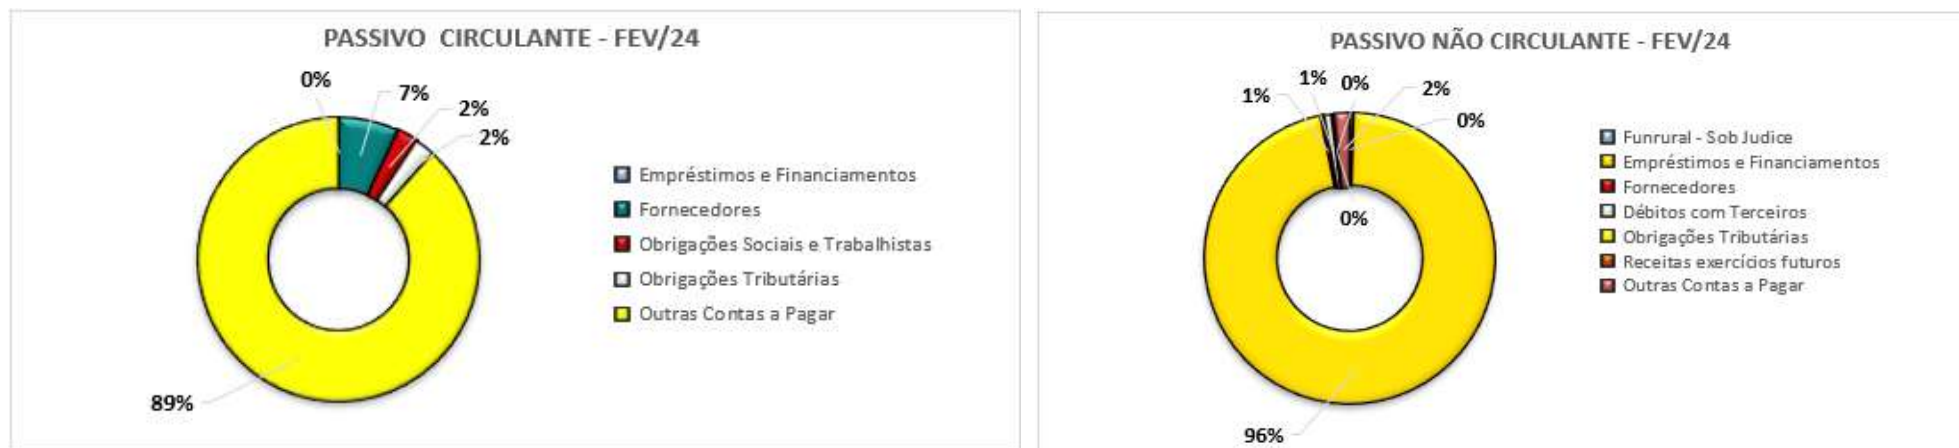 PASSIVO CIRCULANTE - FEV/24
0%
7%
2%
2%
89%
Empréstimos e Financiamentos
Fornecedores
Obrigações Sociais e Trabalhistas
Obrigações Tributárias
Outras Contas a Pagar
PASSIVO NÃO CIRCULANTE - FEV/24
1%
1%
0%
2%
0%
0%
96%
Funrural - Sob Judice
Empréstimos e Financiamentos
Fornecedores
Débitos com Terceiros
Obrigações Tributárias
Receitas exercícios futuros
Outras Contas a Pagar